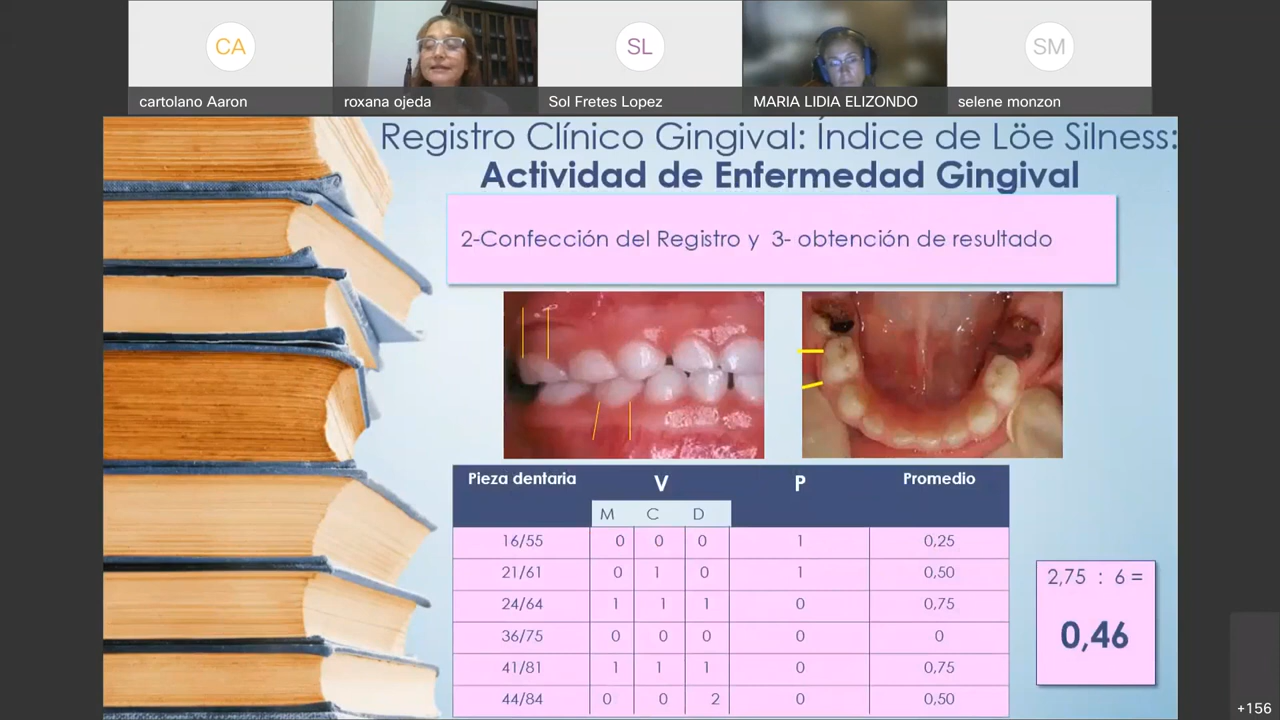 CA
SL
SM
cartolano Aaron
roxana ojeda
Sol Fretes Lopez
MARIA LIDIA ELIZONDO
selene monzon
Registro Clínico Gingival: Índice de Löe Silness:
Actividad de Enfermedad Gingival
2-Confección del Registro y 3- obtención de resultado
Pieza dentaria V P Promedio
M C D
16/55 0 0 0 1 0,25
21/61 0 1 0 1 0,50
24/64 1 1 1 0 0,75
36/75 0 0 0 0 0
41/81 1 1 1 0 0,75
44/84 0 0 2 0 0,50
2,75 : 6 =
0,46
+156